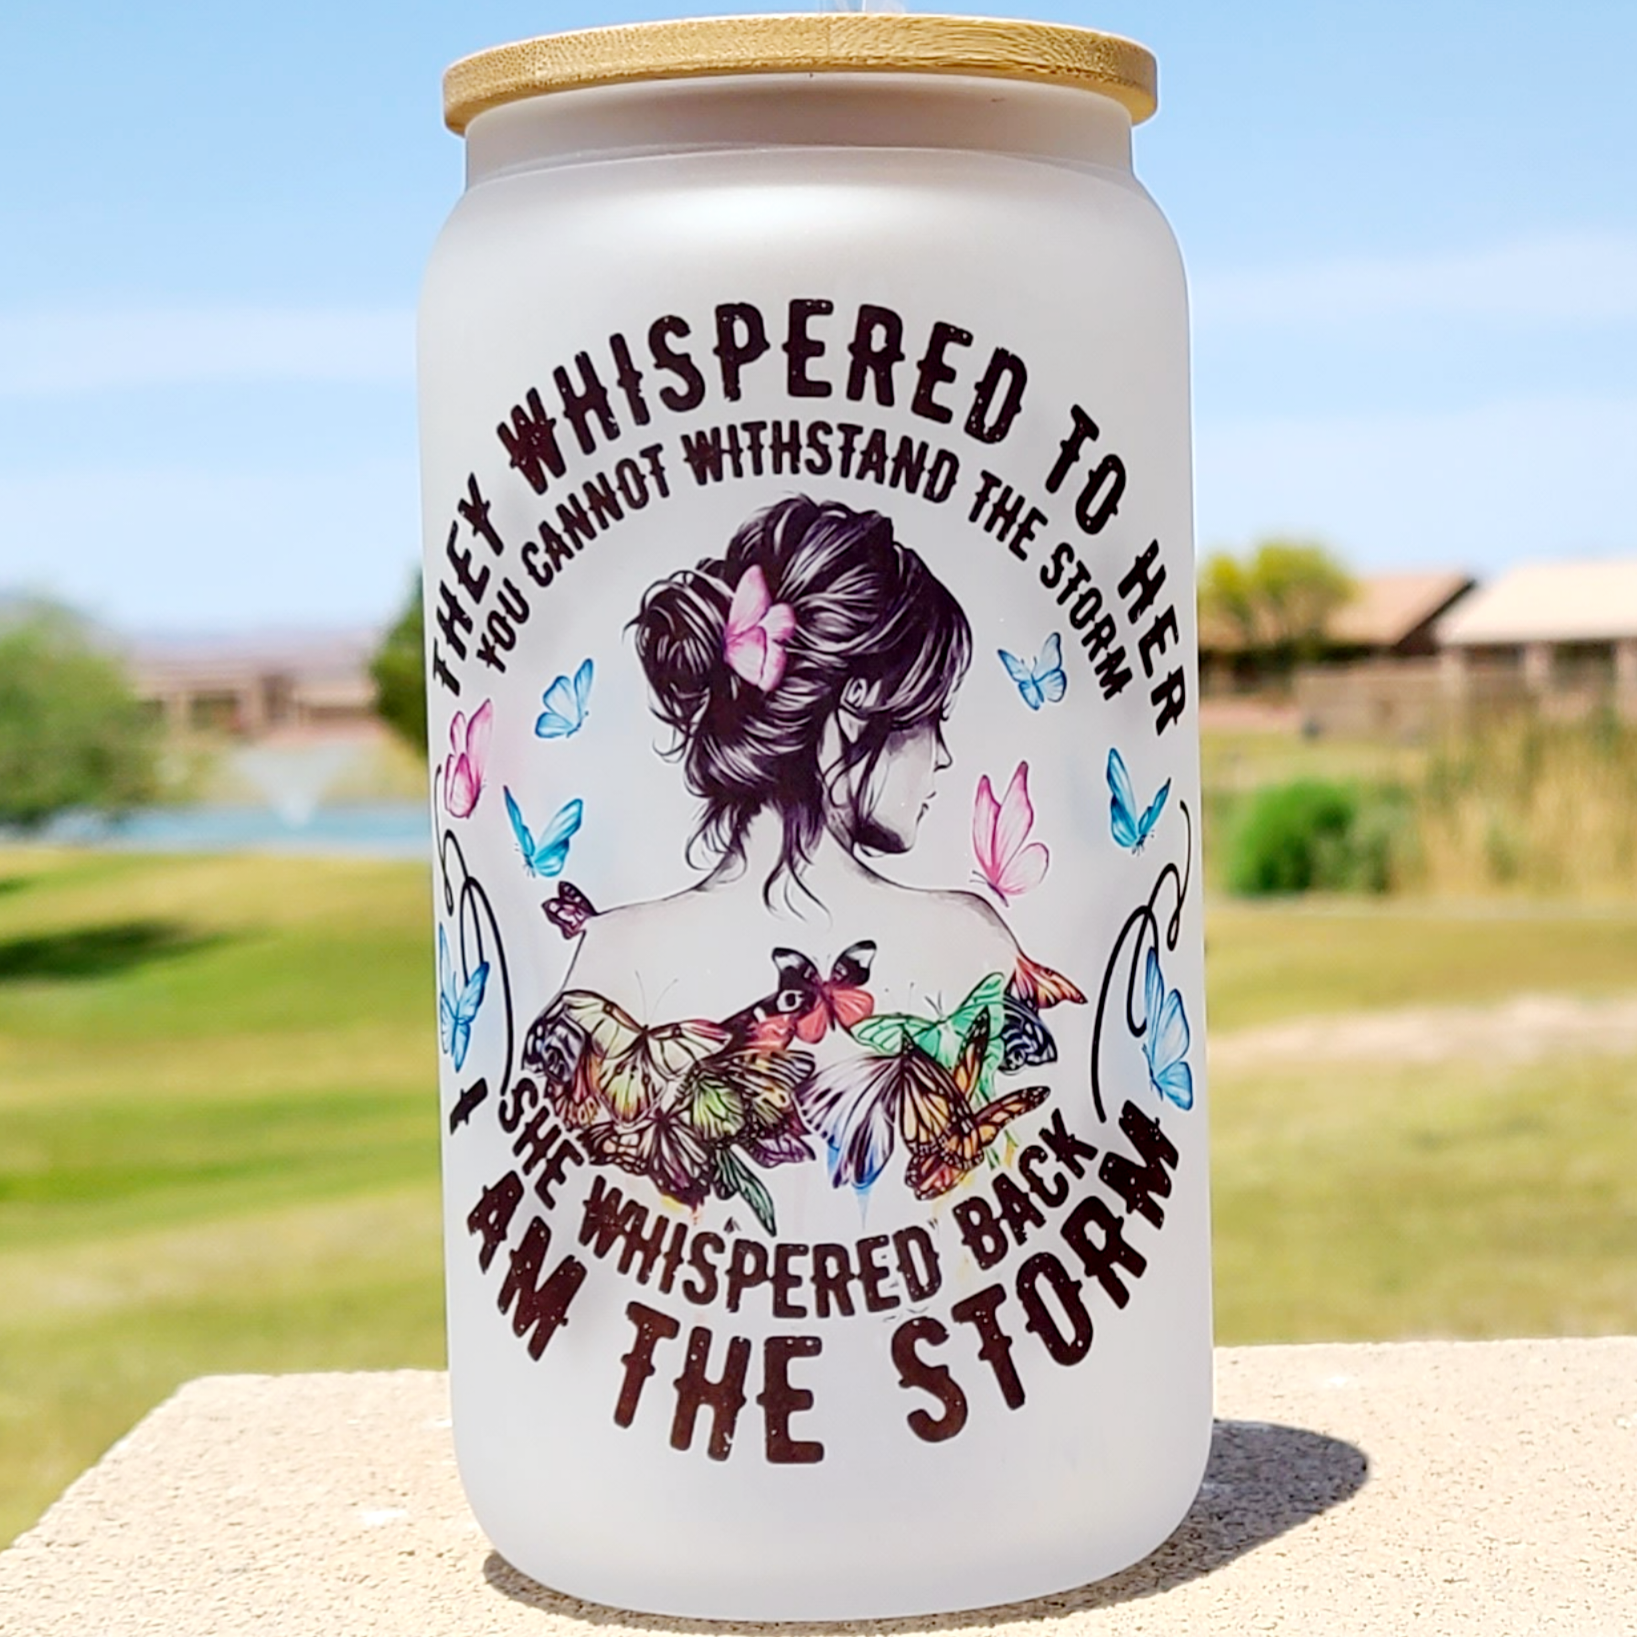 THEY WHISPERED TO HER
YOU CANNOT WITHSTAND THE STORM
SHE WHISPERED BACK
I AM THE STORM